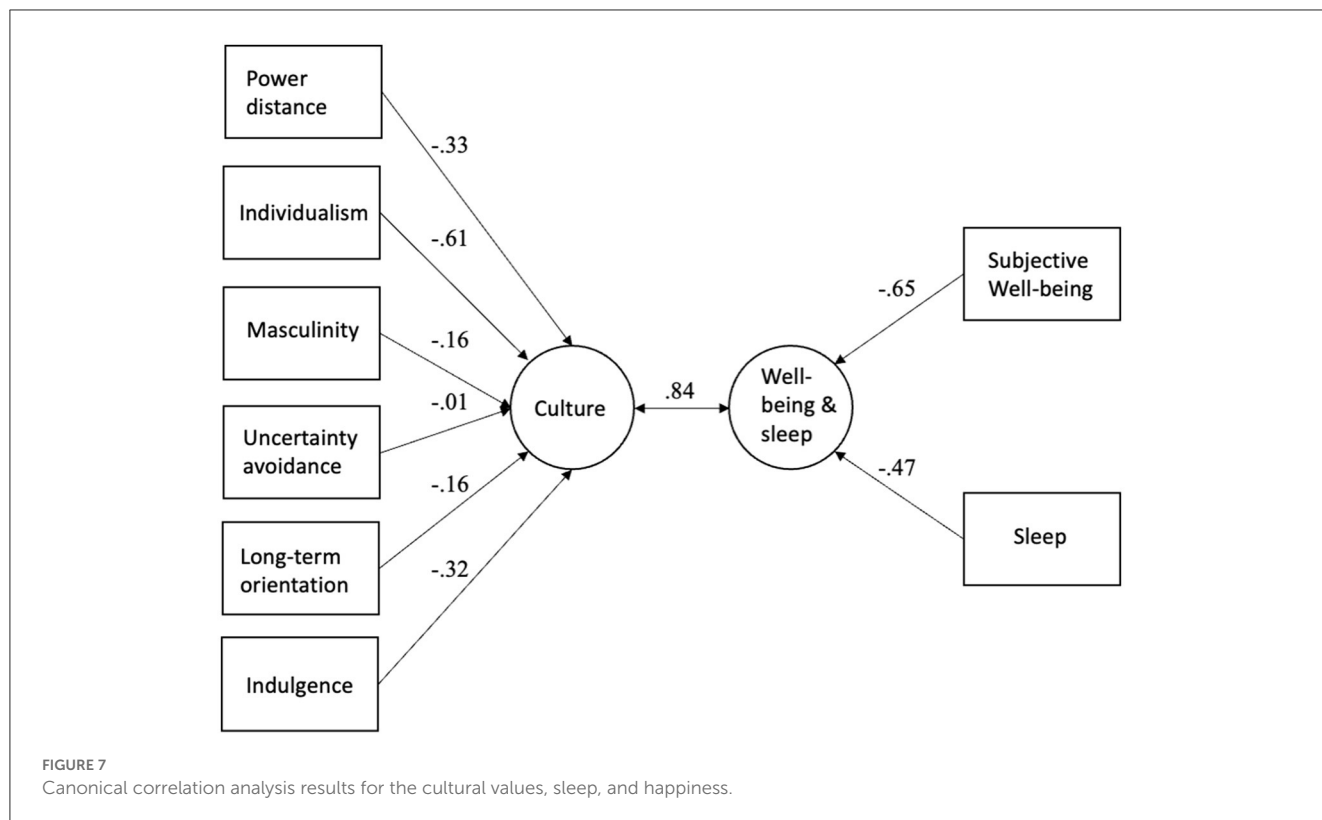 Power
distance
-.33
Individualism
-.61
Masculinity
-.16
Uncertainty
avoidance
-.01
Long-term
orientation
-.16
Indulgence
-.32
Culture
.84
Well-
being &
sleep
-.65
Subjective
Well-being
-.47
Sleep
FIGURE 7
Canonical correlation analysis results for the cultural values, sleep, and happiness.